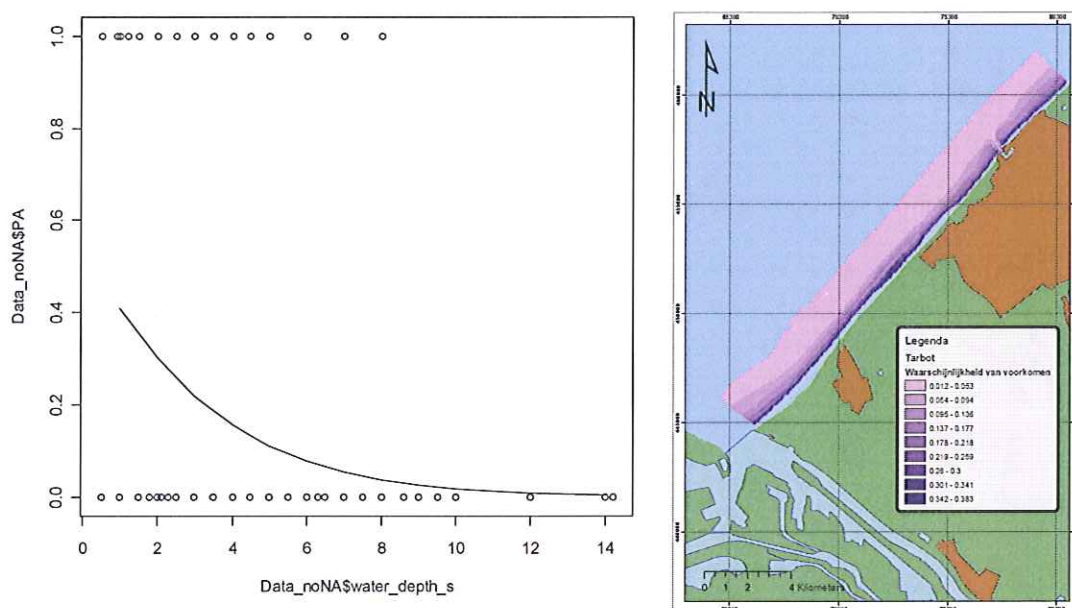 1.0
0.8
0.6
0.4
0.2
0.0
Data_noNA$PA
0 2 4 6 8 10 12 14
Data_noNA$water_depth_s
N
Legenda
Tarbot
Waarschijnlijkheid van voorkomen
0.012 - 0.053
0.054 - 0.094
0.095 - 0.136
0.137 - 0.177
0.178 - 0.218
0.219 - 0.259
0.26 - 0.3
0.301 - 0.341
0.342 - 0.383
0 1 2 4 Kilometers